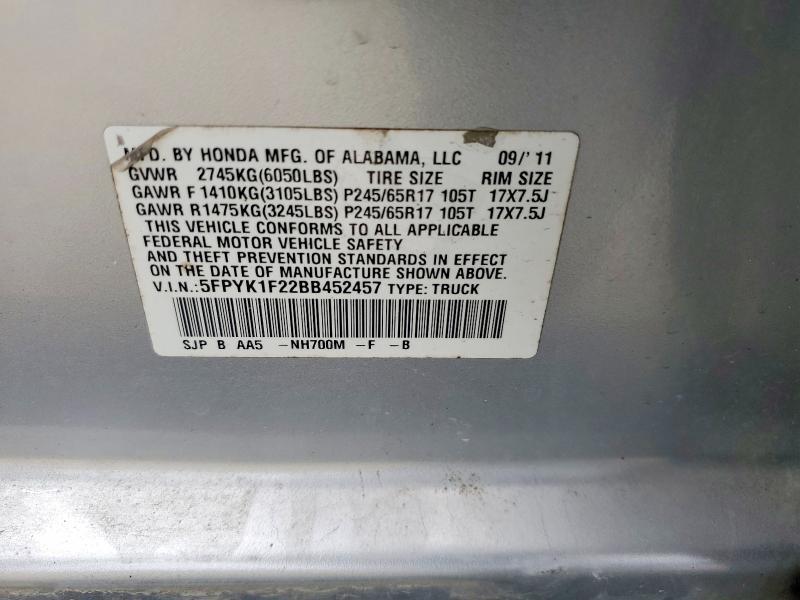 MFD. BY HONDA MFG. OF ALABAMA, LLC 09/'11
GVWR 2745KG(6050LBS) TIRE SIZE RIM SIZE
GAWR F 1410KG(3105LBS) P245/65R17 105T 17X7.5J
GAWR R1475KG(3245LBS) P245/65R17 105T 17X7.5J
THIS VEHICLE CONFORMS TO ALL APPLICABLE
FEDERAL MOTOR VEHICLE SAFETY
AND THEFT PREVENTION STANDARDS IN EFFECT
ON THE DATE OF MANUFACTURE SHOWN ABOVE.
V.I.N.:5FPYK1F22BB452457 TYPE: TRUCK
SJP B AA5 -NH700M -F -B